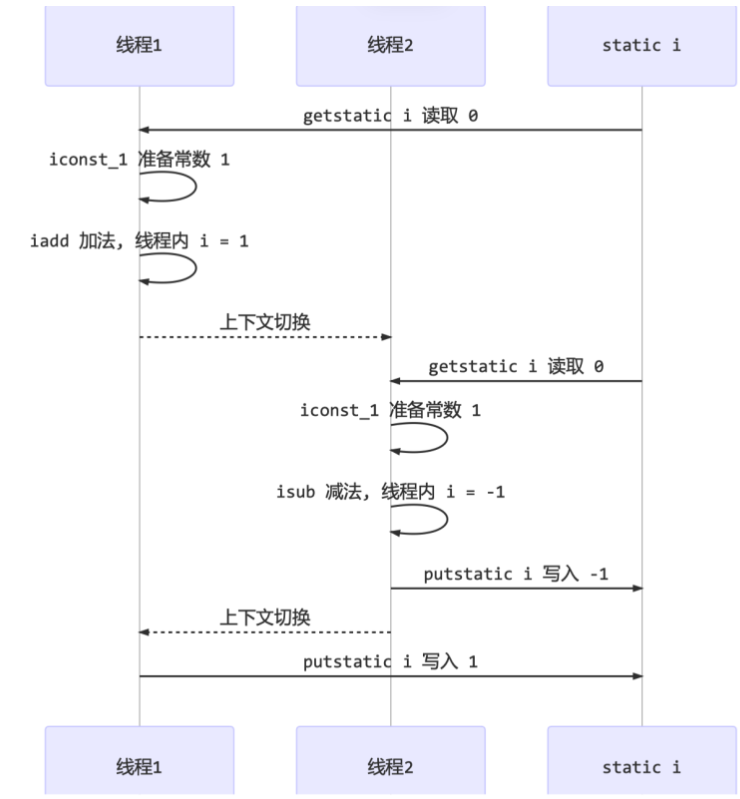 线程1
线程2
static i
getstatic i 读取 0
iconst_1 准备常数 1
iadd 加法, 线程内 i = 1
上下文切换
getstatic i 读取 0
iconst_1 准备常数 1
isub 减法, 线程内 i = -1
putstatic i 写入 -1
上下文切换
putstatic i 写入 1
线程1
线程2
static i